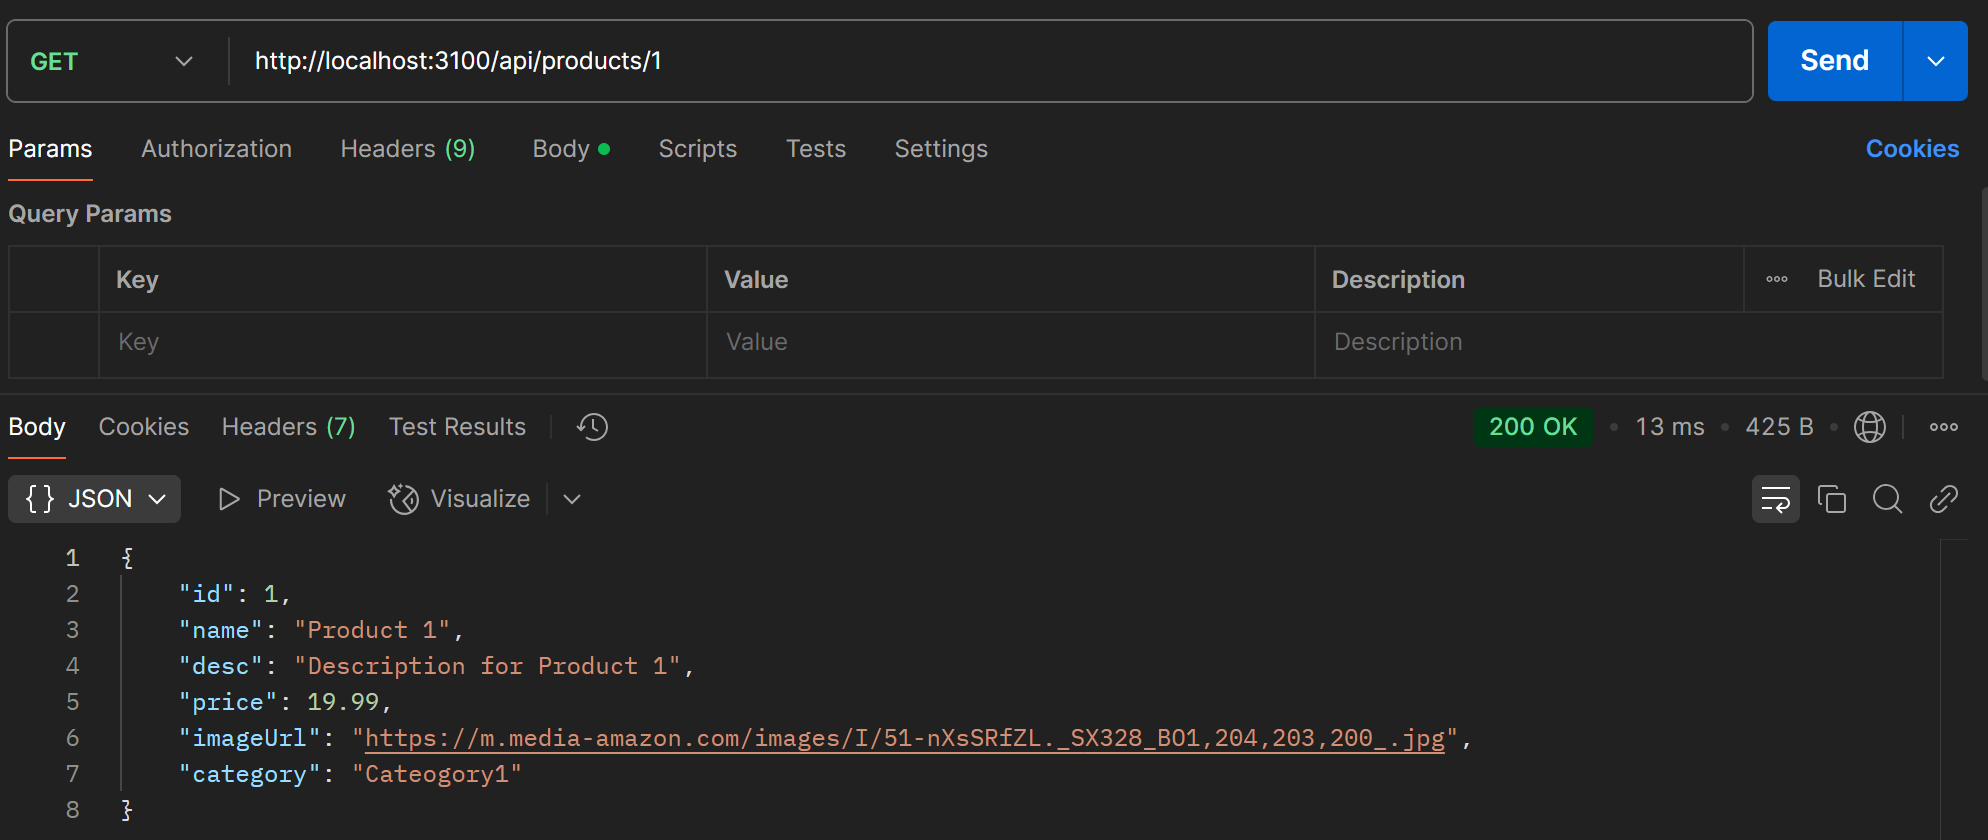 GET http://localhost:3100/api/products/1 Send
Params Authorization Headers (9) Body Scripts Tests Settings Cookies
Query Params
Key Value Description Bulk Edit
Key Value Description
Body Cookies Headers (7) Test Results 200 OK • 13 ms • 425 B •
{} JSON Preview Visualize
1 {
2 "id": 1,
3 "name": "Product 1",
4 "desc": "Description for Product 1",
5 "price": 19.99,
6 "imageUrl": "https://m.media-amazon.com/images/I/51-nXsSRfZL._SX328_BO1,204,203,200_.jpg",
7 "category": "Cateogory1"
8 }